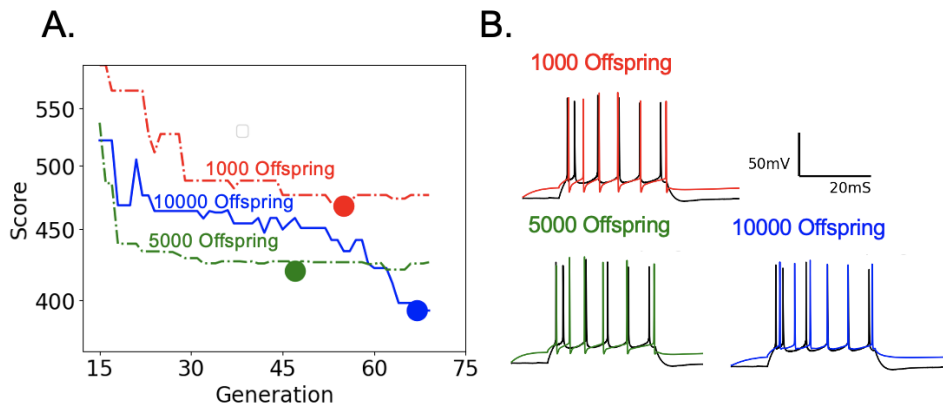 A.
Score
550
500
450
400
1000 Offspring
10000 Offspring
5000 Offspring
15
30
45
60
75
Generation
B.
1000 Offspring
50mV
20mS
5000 Offspring
10000 Offspring